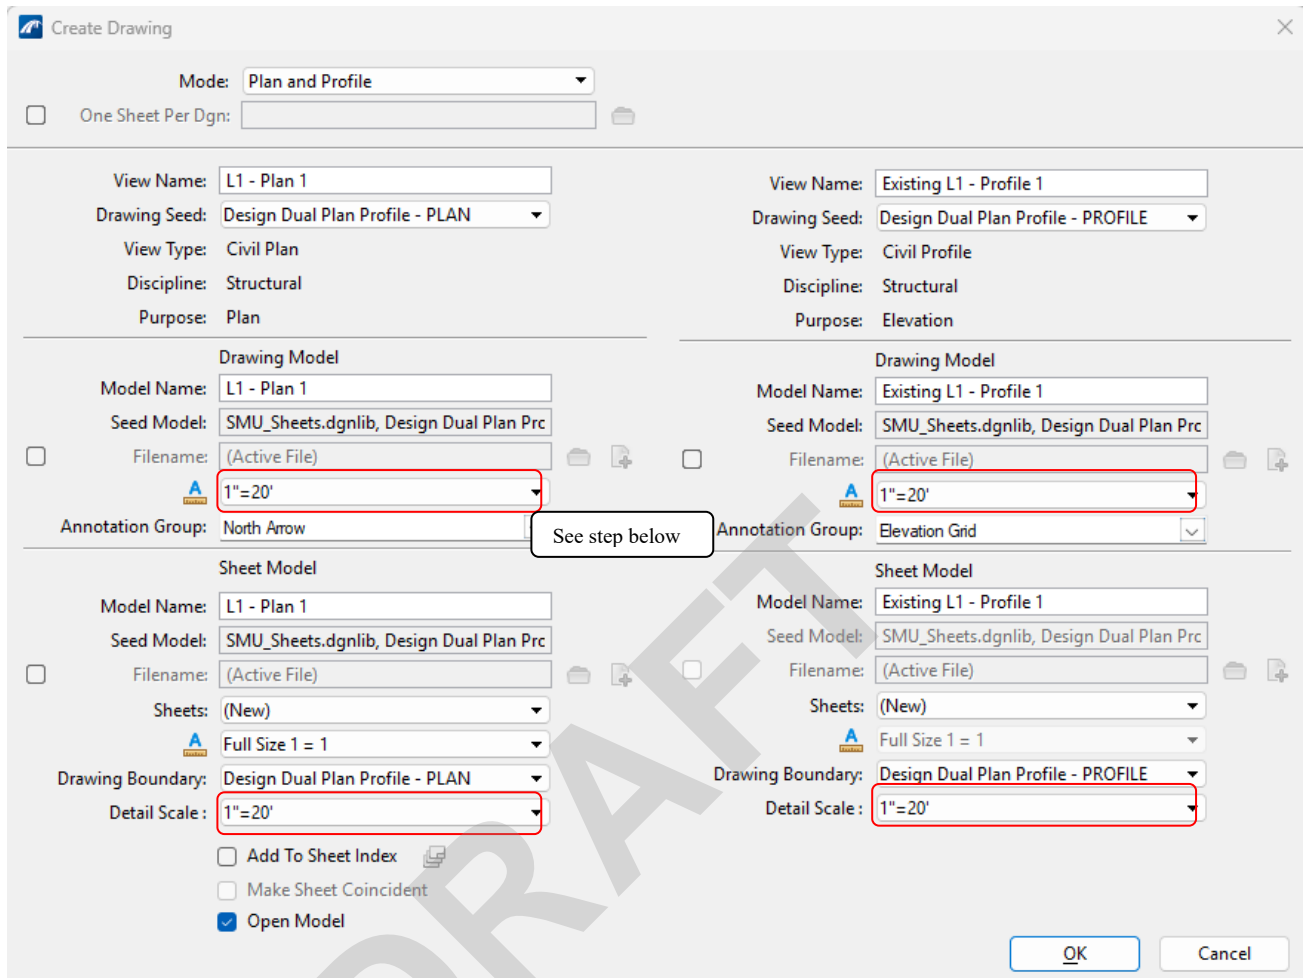 Create Drawing
Mode: Plan and Profile
One Sheet Per Dgn:
View Name: L1 - Plan 1
Drawing Seed: Design Dual Plan Profile - PLAN
View Type: Civil Plan
Discipline: Structural
Purpose: Plan
Drawing Model
Model Name: L1 - Plan 1
Seed Model: SMU_Sheets.dgnlib, Design Dual Plan Prc
Filename: (Active File)
A 1"=20'
Annotation Group: North Arrow
Sheet Model
Model Name: L1 - Plan 1
Seed Model: SMU_Sheets.dgnlib, Design Dual Plan Prc
Filename: (Active File)
Sheets: (New)
A Full Size 1 = 1
Drawing Boundary: Design Dual Plan Profile - PLAN
Detail Scale : 1"=20'
Add To Sheet Index
Make Sheet Coincident
Open Model
View Name: Existing L1 - Profile 1
Drawing Seed: Design Dual Plan Profile - PROFILE
View Type: Civil Profile
Discipline: Structural
Purpose: Elevation
Drawing Model
Model Name: Existing L1 - Profile 1
Seed Model: SMU_Sheets.dgnlib, Design Dual Plan Prc
Filename: (Active File)
A 1"=20'
Annotation Group: Elevation Grid
Sheet Model
Model Name: Existing L1 - Profile 1
Seed Model: SMU_Sheets.dgnlib, Design Dual Plan Prc
Filename: (Active File)
Sheets: (New)
A Full Size 1 = 1
Drawing Boundary: Design Dual Plan Profile - PROFILE
Detail Scale : 1"=20'
See step below
OK Cancel
DRAFT